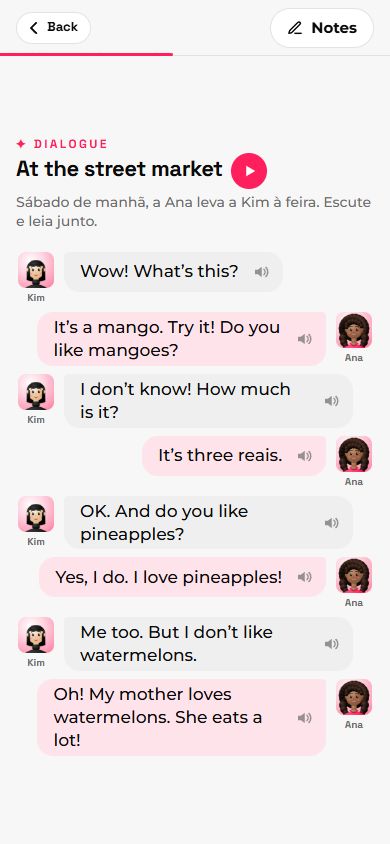 Back
Notes
DIALOGUE
At the street market
Sábado de manhã, a Ana leva a Kim à feira. Escute
e leia junto.
Wow! What's this?
Kim
It's a mango. Try it! Do you
like mangoes?
Ana
I don't know! How much
is it?
Kim
It's three reais.
Ana
OK. And do you like
pineapples?
Kim
Yes, I do. I love pineapples!
Ana
Me too. But I don't like
watermelons.
Kim
Oh! My mother loves
watermelons. She eats a
lot!
Ana